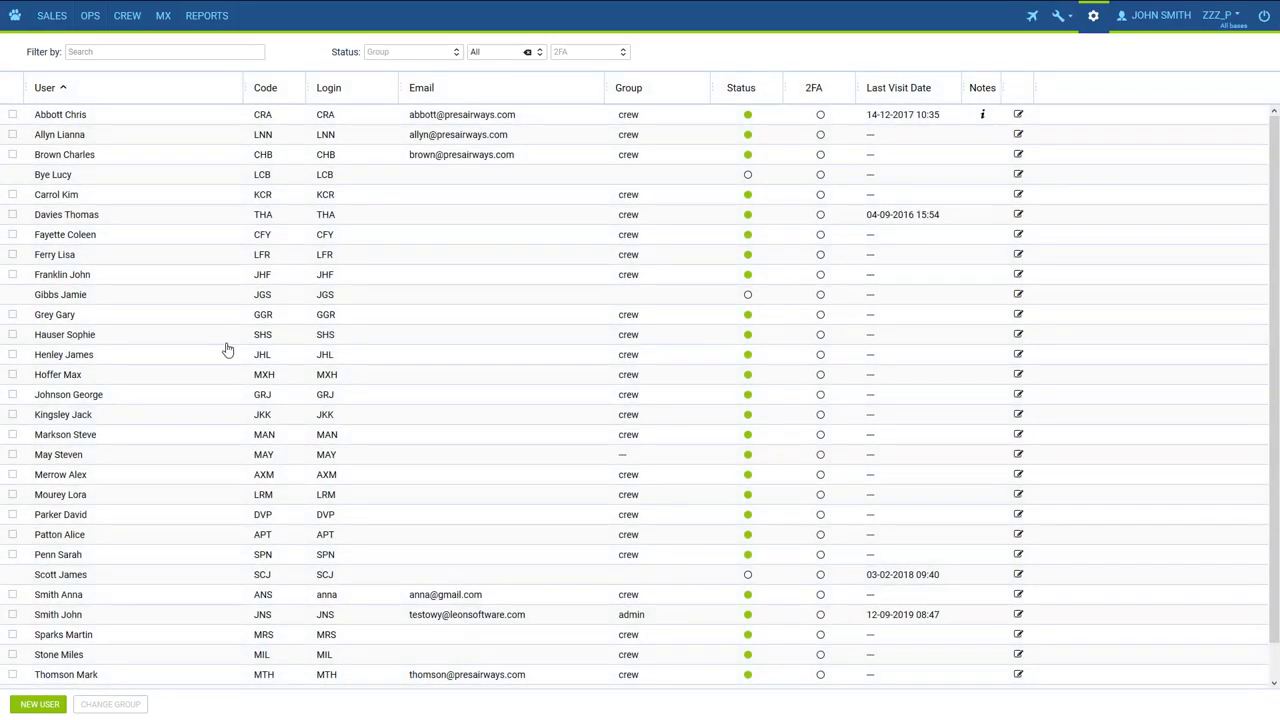 SALES OPS CREW MX REPORTS JOHN SMITH ZZZ_P
All bases
Filter by: Search Status: Group All 2FA
User Code Login Email Group Status 2FA Last Visit Date Notes
Abbott Chris CRA CRA abbott@presairways.com crew 14-12-2017 10:35 i
Allyn Lianna LNN LNN allyn@presairways.com crew —
Brown Charles CHB CHB brown@presairways.com crew —
Bye Lucy LCB LCB —
Carrol Kim KCR KCR crew —
Davies Thomas THA THA crew 04-09-2016 15:54
Fayette Coleen CFY CFY crew —
Ferry Lisa LFR LFR crew —
Franklin John JHF JHF crew —
Gibbs Jamie JGS JGS —
Grey Gary GGR GGR crew —
Hauser Sophie SHS SHS crew —
Henley James JHL JHL crew —
Hoffer Max MXH MXH crew —
Johnson George GRJ GRJ crew —
Kingsley Jack JKK JKK crew —
Markson Steve MAN MAN crew —
May Steven MAY MAY — —
Merrow Alex AXM AXM crew —
Mourey Lora LRM LRM crew —
Parker David DVP DVP crew —
Patton Alice APT APT crew —
Penn Sarah SPN SPN crew —
Scott James SCJ SCJ 03-02-2018 09:40
Smith Anna ANS anna anna@gmail.com crew —
Smith John JNS JNS testowy@leonsoftware.com admin 12-09-2019 08:47
Sparks Martin MRS MRS crew —
Stone Miles MIL MIL crew —
Thomson Mark MTH MTH thomson@presairways.com crew —
NEW USER CHANGE GROUP